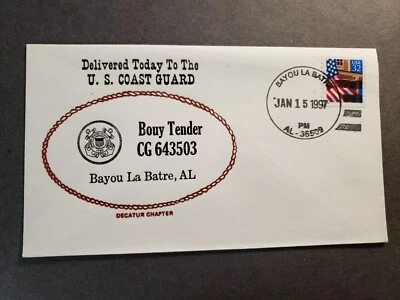 Delivered Today To The
U. S. COAST GUARD
Bouy Tender
CG 643503
Bayou La Batre, AL
DECATUR CHAPTER
BAYOU LA BATRE
JAN 15 1997
PM
AL-36509
USA
32